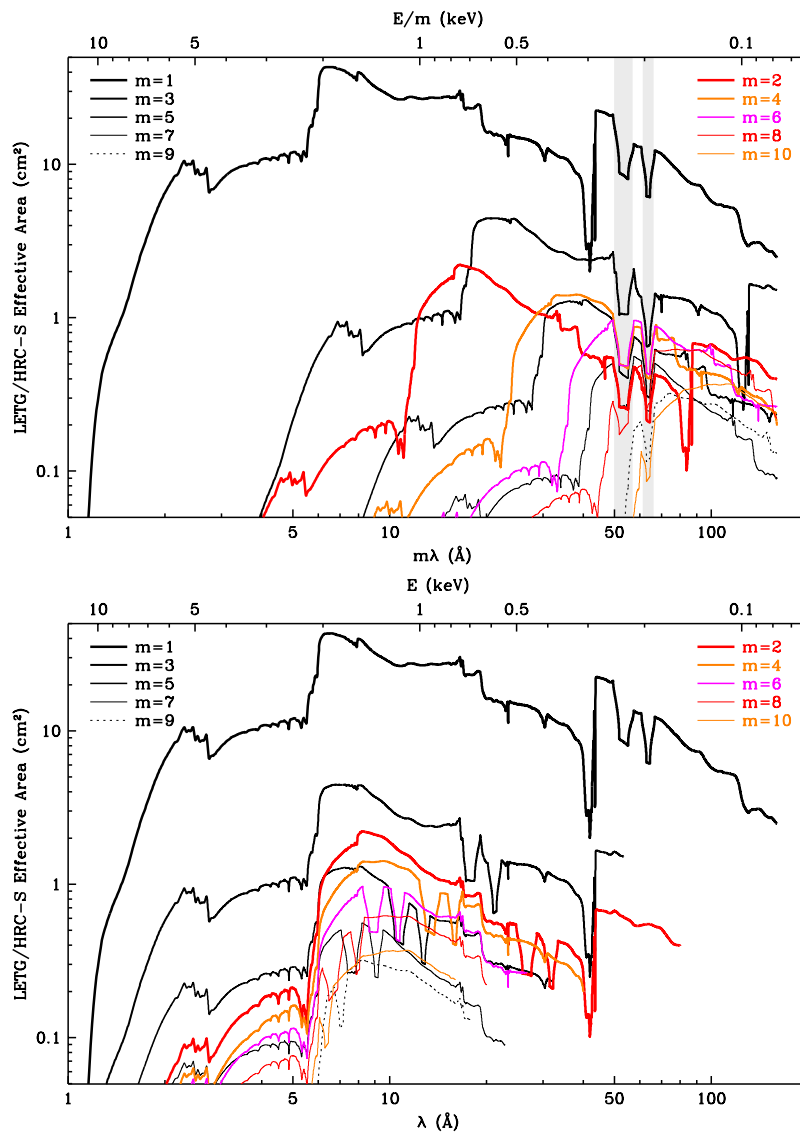 E/m (keV)
10 5 1 0.5 0.1
m=1 m=2
m=3 m=4
m=5 m=6
m=7 m=8
m=9 m=10
LETG/HRC-S Effective Area (cm²)
10
1
0.1
1 5 10 50 100
mλ (Å)
E (keV)
10 5 1 0.5 0.1
m=1 m=2
m=3 m=4
m=5 m=6
m=7 m=8
m=9 m=10
LETG/HRC-S Effective Area (cm²)
10
1
0.1
1 5 10 50 100
λ (Å)